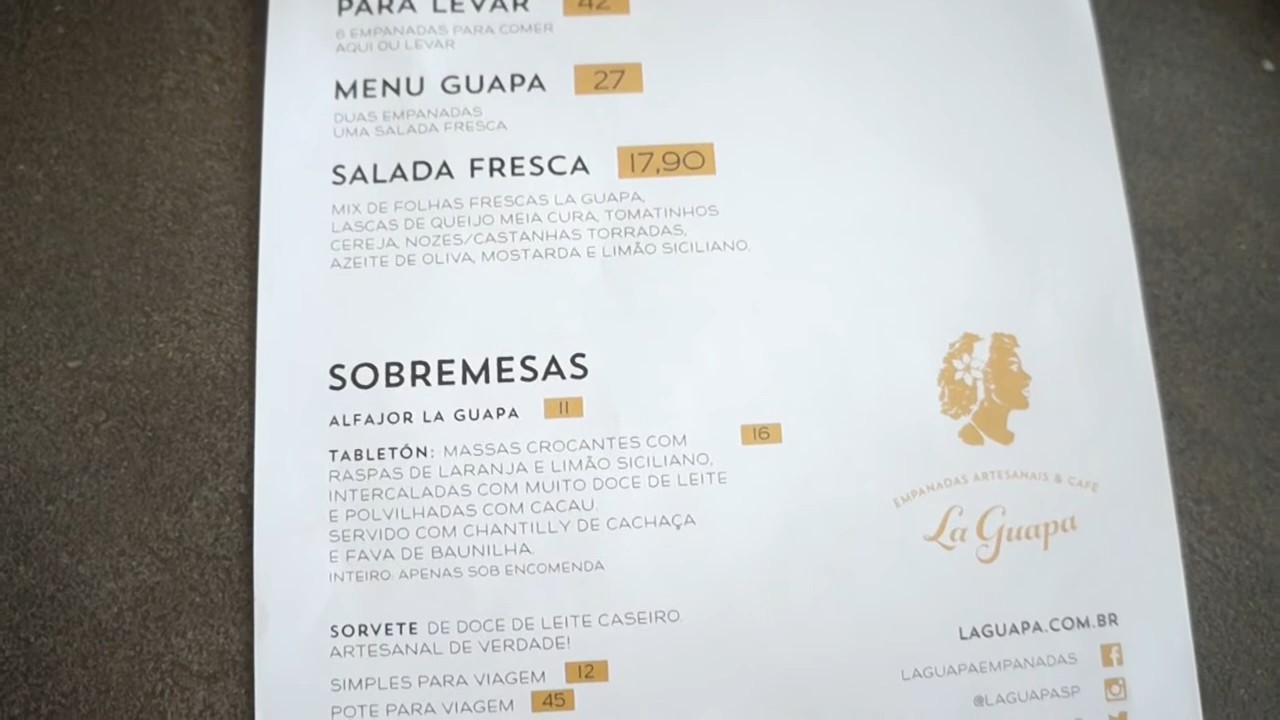 PARA LEVAR 42
6 EMPANADAS PARA COMER
AQUI OU LEVAR
MENU GUAPA 27
DUAS EMPANADAS
UMA SALADA FRESCA
SALADA FRESCA 17,90
MIX DE FOLHAS FRESCAS LA GUAPA,
LASCAS DE QUEIJO MEIA CURA, TOMATINHOS
CEREJA, NOZES/CASTANHAS TORRADAS,
AZEITE DE OLIVA, MOSTARDA E LIMÃO SICILIANO.
SOBREMESAS
ALFAJOR LA GUAPA 11
TABLETÓN: MASSAS CROCANTES COM 16
RASPAS DE LARANJA E LIMÃO SICILIANO,
INTERCALADAS COM MUITO DOCE DE LEITE
E POLVILHADAS COM CACAU.
SERVIDO COM CHANTILLY DE CACHAÇA
E FAVA DE BAUNILHA.
INTEIRO: APENAS SOB ENCOMENDA
SORVETE DE DOCE DE LEITE CASEIRO.
ARTESANAL DE VERDADE!
SIMPLES PARA VIAGEM 12
POTE PARA VIAGEM 45
EMPANADAS ARTESANAIS & CAFÉ
La Guapa
LAGUAPA.COM.BR
LAGUAPAEMPANADAS
@LAGUAPASP